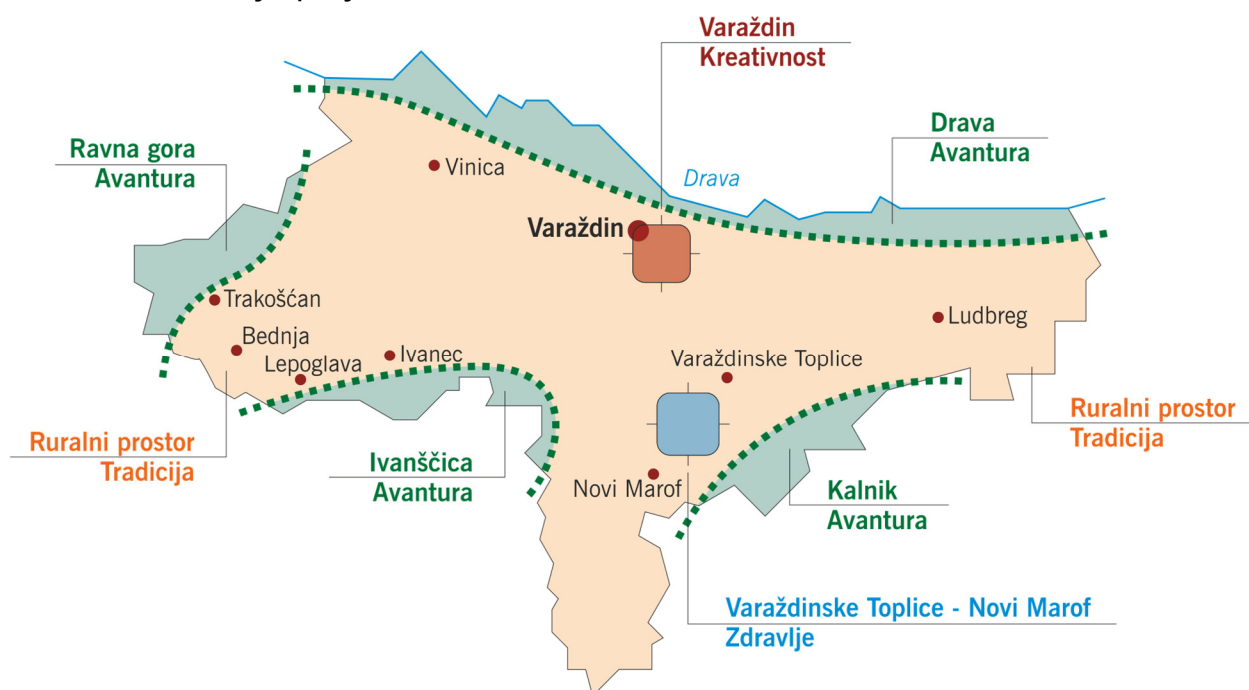 Varaždin
Kreativnost
Drava
Avantura
Ravna gora
Avantura
Vinica
Drava
Varaždin
Trakošćan
Ludbreg
Bednja
Ivanec
Lepoglava
Varaždinske Toplice
Ruralni prostor
Tradicija
Ruralni prostor
Tradicija
Ivanščica
Avantura
Novi Marof
Kalnik
Avantura
Varaždinske Toplice - Novi Marof
Zdravlje